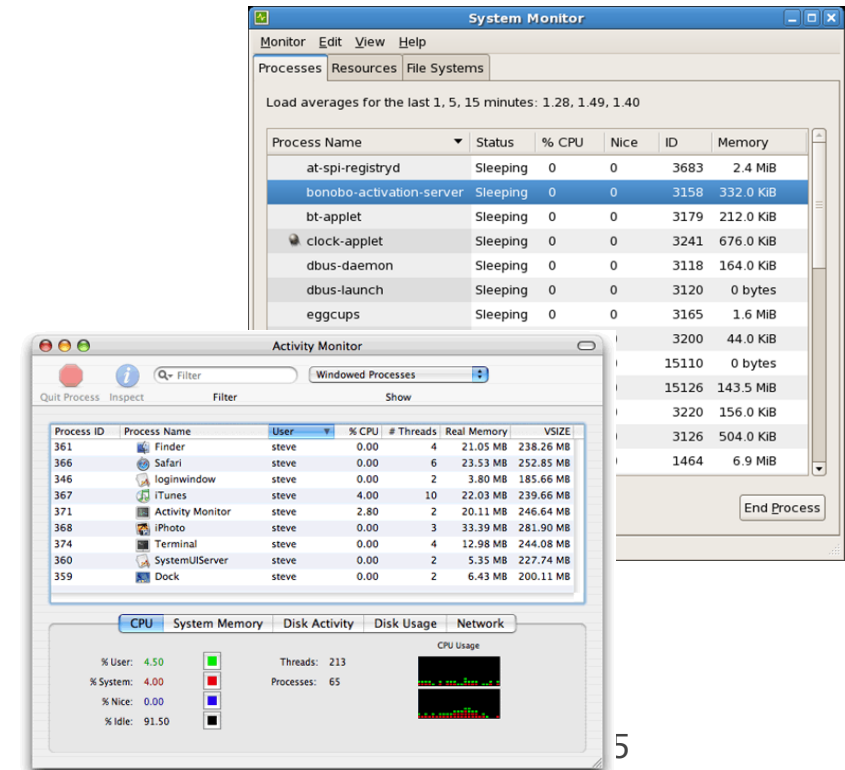 System Monitor
Monitor Edit View Help
Processes Resources File Systems
Load averages for the last 1, 5, 15 minutes: 1.28, 1.49, 1.40
Process Name Status % CPU Nice ID Memory
at-spi-registryd Sleeping 0 0 3683 2.4 MiB
bonobo-activation-server Sleeping 0 0 3158 332.0 KiB
bt-applet Sleeping 0 0 3179 212.0 KiB
clock-applet Sleeping 0 0 3241 676.0 KiB
dbus-daemon Sleeping 0 0 3118 164.0 KiB
dbus-launch Sleeping 0 0 3120 0 bytes
eggcups Sleeping 0 0 3165 1.6 MiB
3200 44.0 KiB
15110 0 bytes
15126 143.5 MiB
3220 156.0 KiB
3126 504.0 KiB
1464 6.9 MiB
End Process
Activity Monitor
Filter Windowed Processes
Quit Process Inspect Filter Show
Process ID Process Name User % CPU # Threads Real Memory VSIZE
361 Finder steve 0.00 4 21.05 MB 238.26 MB
366 Safari steve 0.00 6 23.53 MB 252.85 MB
346 loginwindow steve 0.00 2 3.80 MB 185.66 MB
367 iTunes steve 4.00 10 22.03 MB 239.66 MB
371 Activity Monitor steve 2.80 2 20.11 MB 246.64 MB
368 iPhoto steve 0.00 3 33.39 MB 281.90 MB
374 Terminal steve 0.00 4 12.98 MB 244.08 MB
360 SystemUIServer steve 0.00 2 5.35 MB 227.74 MB
359 Dock steve 0.00 2 6.43 MB 200.11 MB
CPU System Memory Disk Activity Disk Usage Network
CPU Usage
% User: 4.50 Threads: 213
% System: 4.00 Processes: 65
% Nice: 0.00
% Idle: 91.50
5